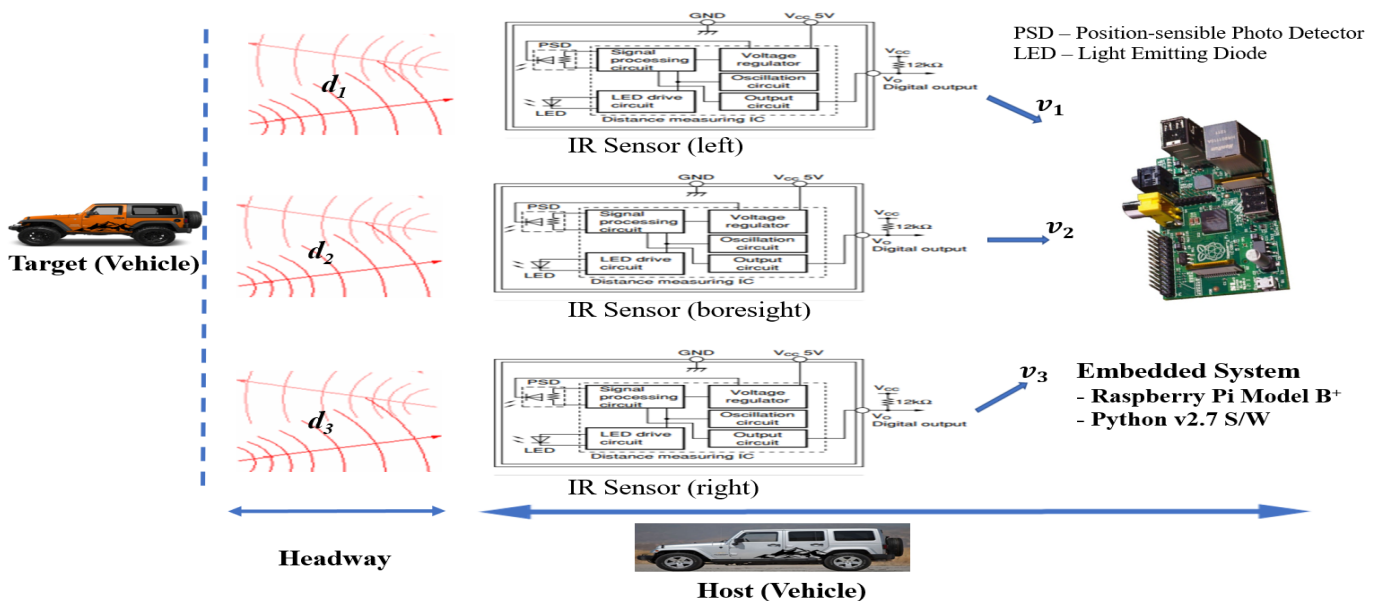 PSD – Position-sensible Photo Detector
LED – Light Emitting Diode
GND
VCC 5V
PSD
Signal processing circuit
Voltage regulator
Oscillation circuit
LED drive circuit
Output circuit
LED
Distance measuring IC
VCC
12kΩ
VO
Digital output
d1
v1
IR Sensor (left)
GND
VCC 5V
PSD
Signal processing circuit
Voltage regulator
Oscillation circuit
LED drive circuit
Output circuit
LED
Distance measuring IC
VCC
12kΩ
VO
Digital output
d2
v2
Target (Vehicle)
IR Sensor (boresight)
GND
VCC 5V
PSD
Signal processing circuit
Voltage regulator
Oscillation circuit
LED drive circuit
Output circuit
LED
Distance measuring IC
VCC
12kΩ
VO
Digital output
d3
v3
Embedded System
- Raspberry Pi Model B+
- Python v2.7 S/W
IR Sensor (right)
Headway
Host (Vehicle)